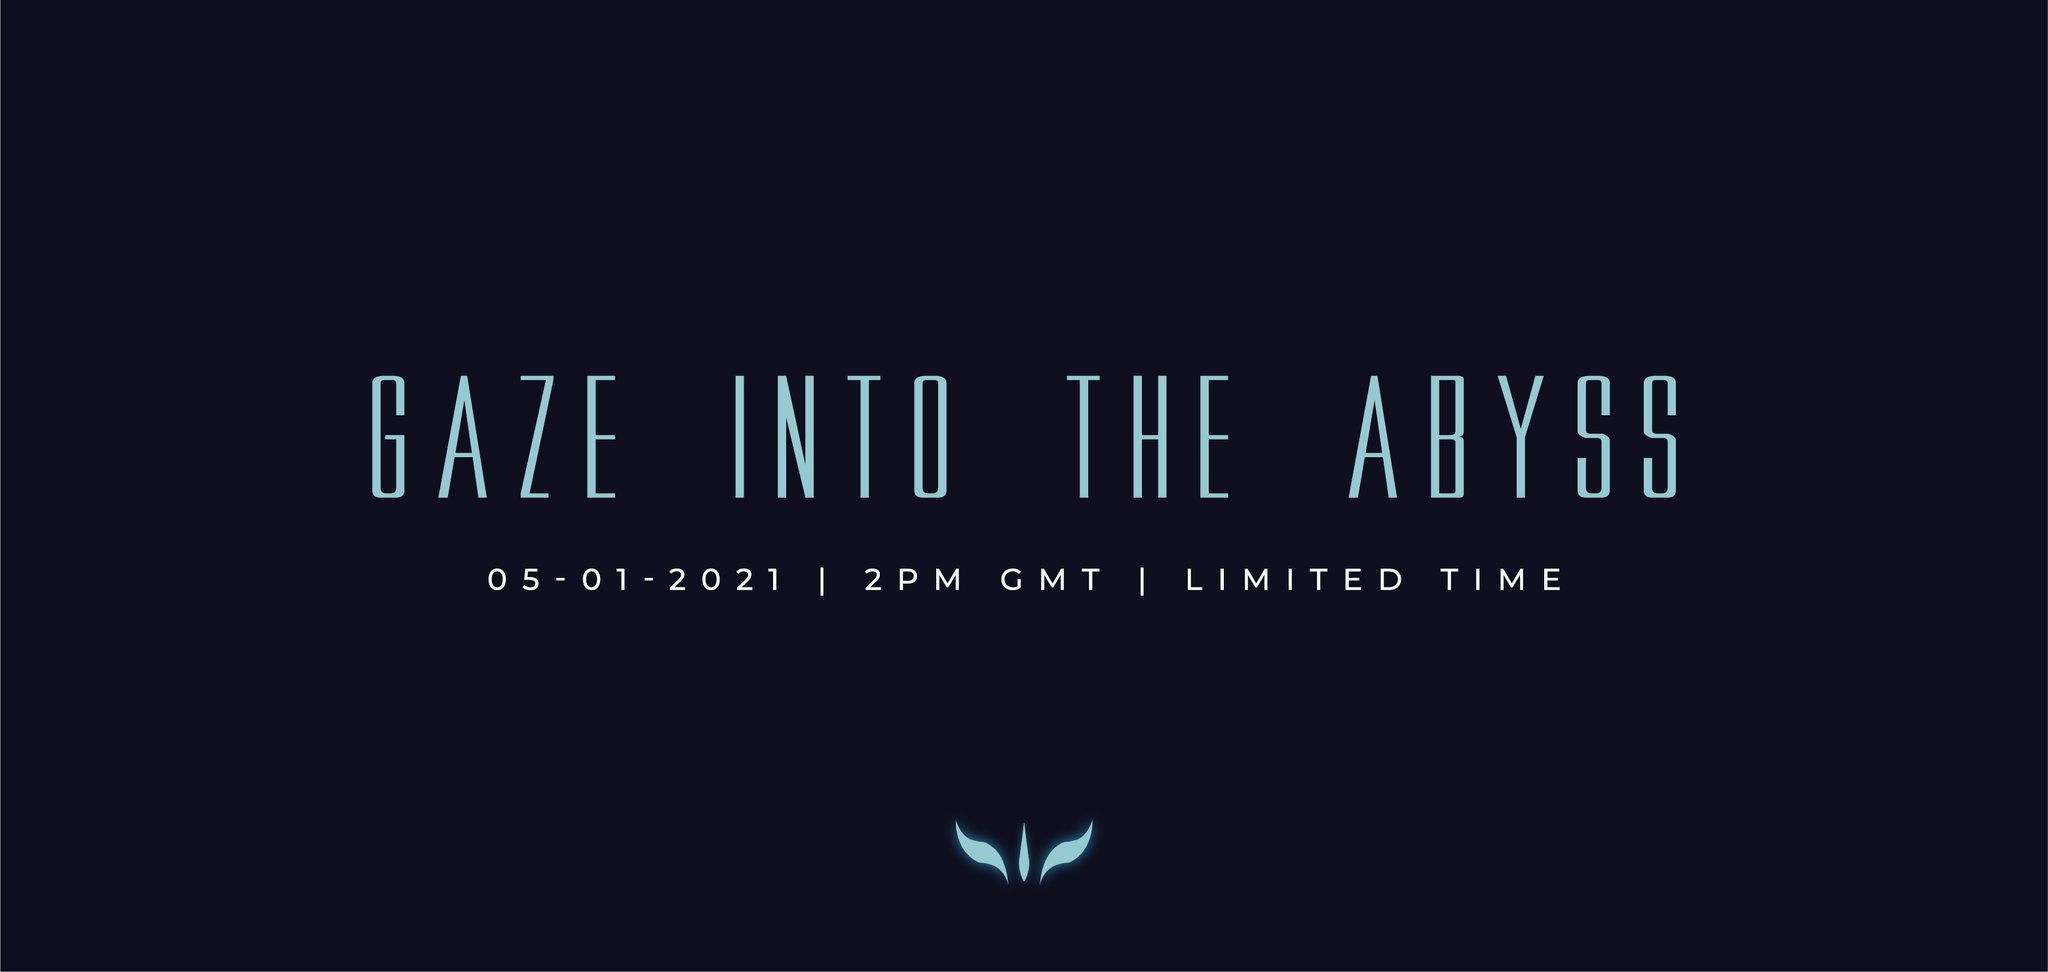 GAZE INTO THE ABYSS
05-01-2021 | 2PM GMT | LIMITED TIME